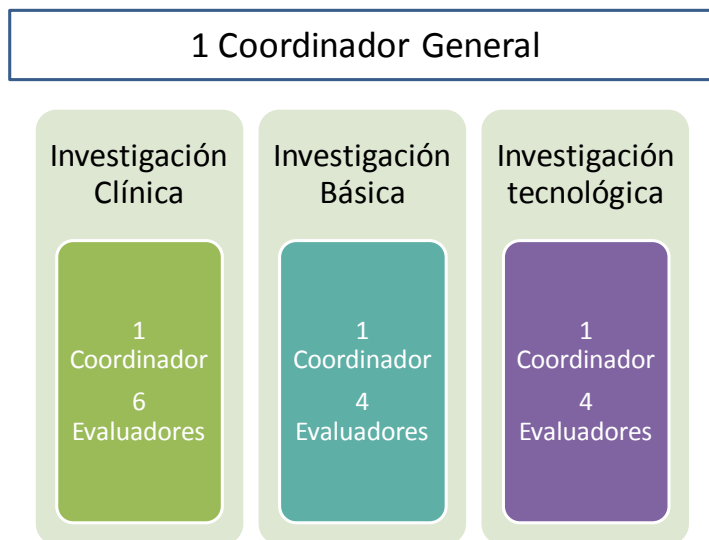 1 Coordinador General
Investigación
Clínica
1
Coordinador
6
Evaluadores
Investigación
Básica
1
Coordinador
4
Evaluadores
Investigación
tecnológica
1
Coordinador
4
Evaluadores